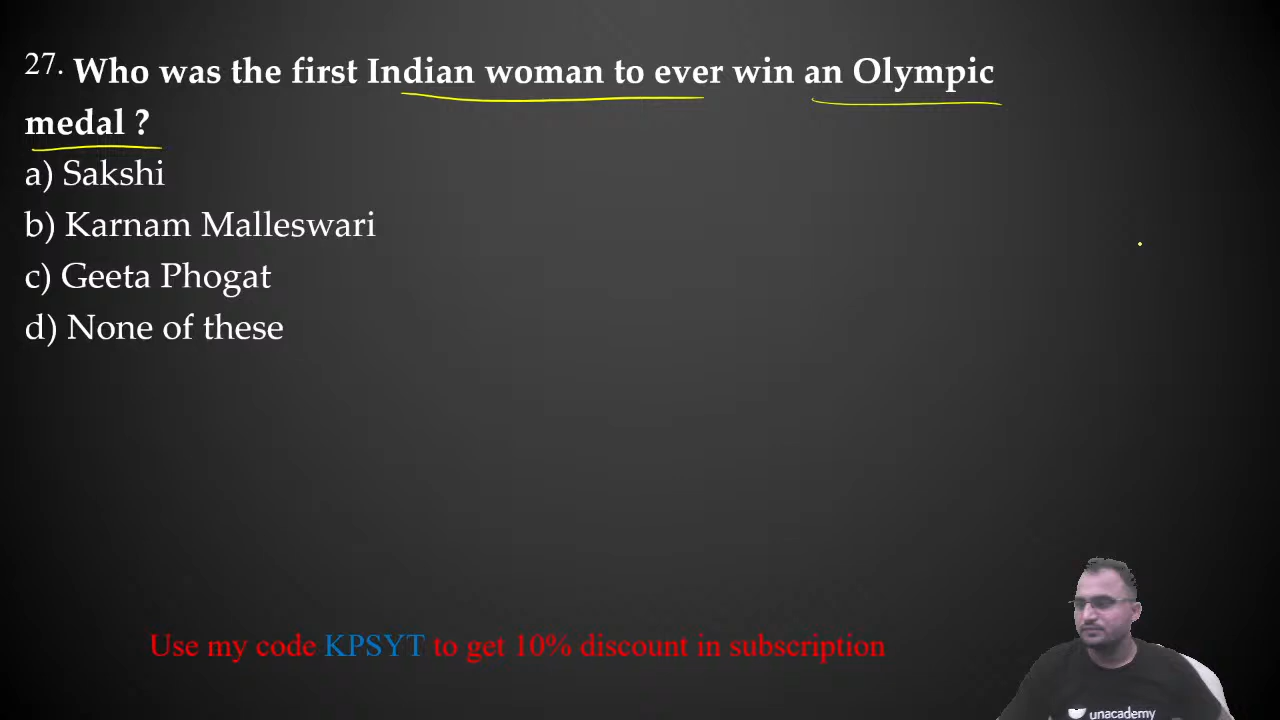 27. Who was the first Indian woman to ever win an Olympic
medal ?
a) Sakshi
b) Karnam Malleswari
c) Geeta Phogat
d) None of these
Use my code KPSYT to get 10% discount in subscription
unacademy